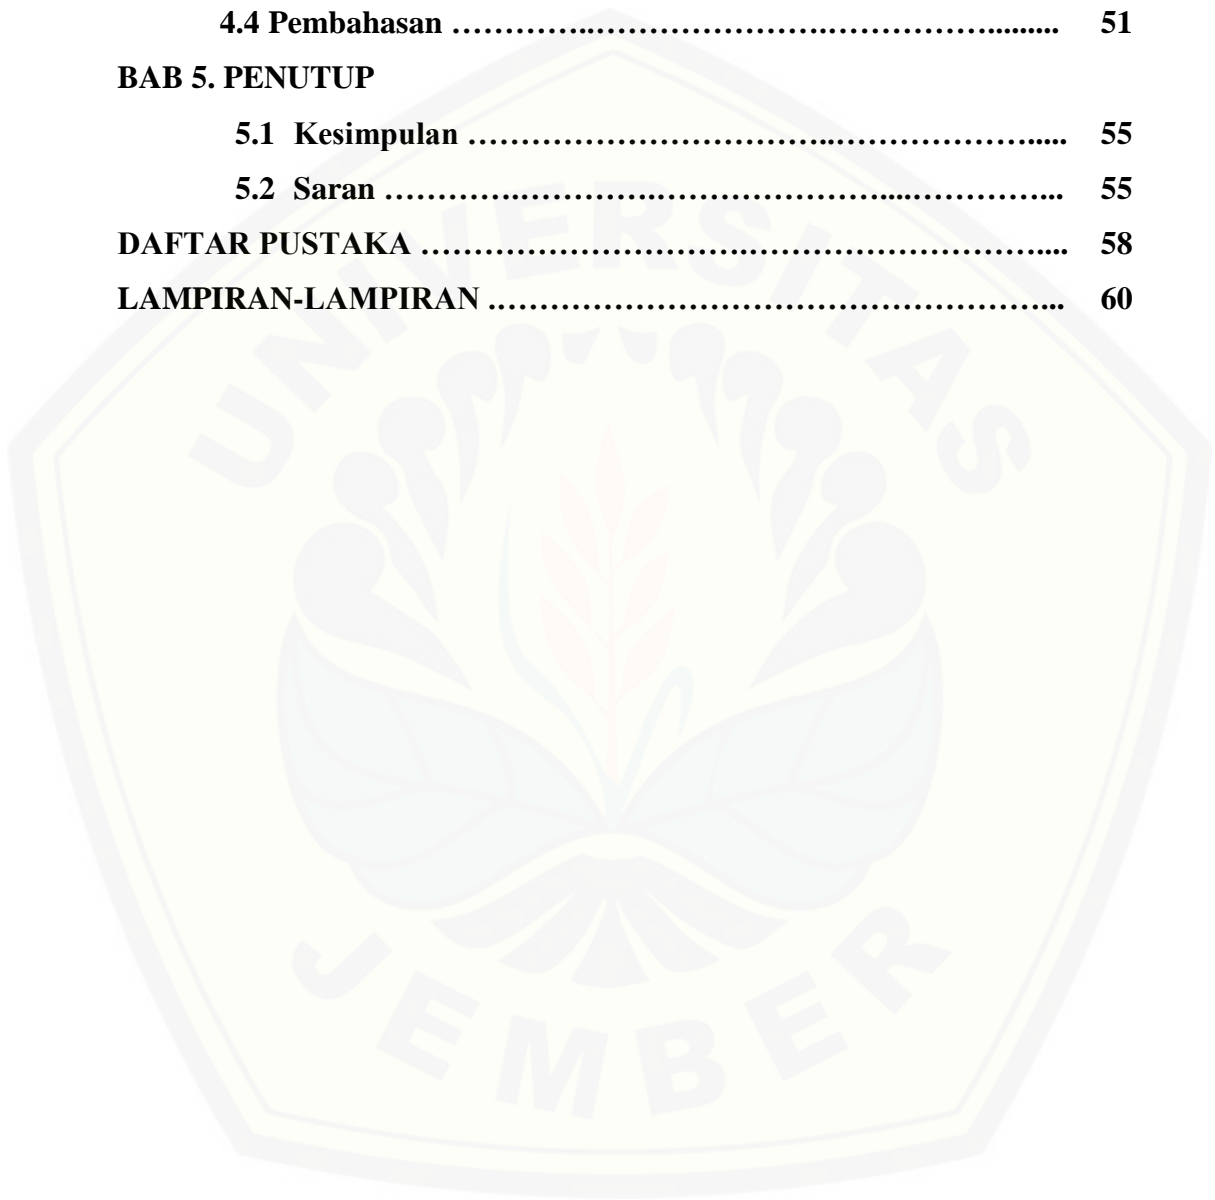 4.4 Pembahasan …………..………………….……………......... 51
BAB 5. PENUTUP
5.1 Kesimpulan ……………………………..………………..... 55
5.2 Saran ………….………….…………………....…………... 55
DAFTAR PUSTAKA ………………………….……………………….... 58
LAMPIRAN-LAMPIRAN .……………………………………………... 60
UNIVERSITAS
JEMBER